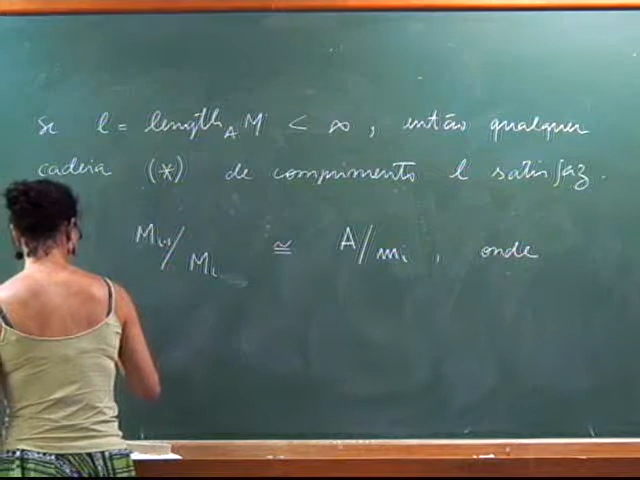 Se l = length_A M < ∞, então qualquer
cadeia (*) de comprimento l satisfaz
M_{i-1}/M_i ≅ A/m_i, onde